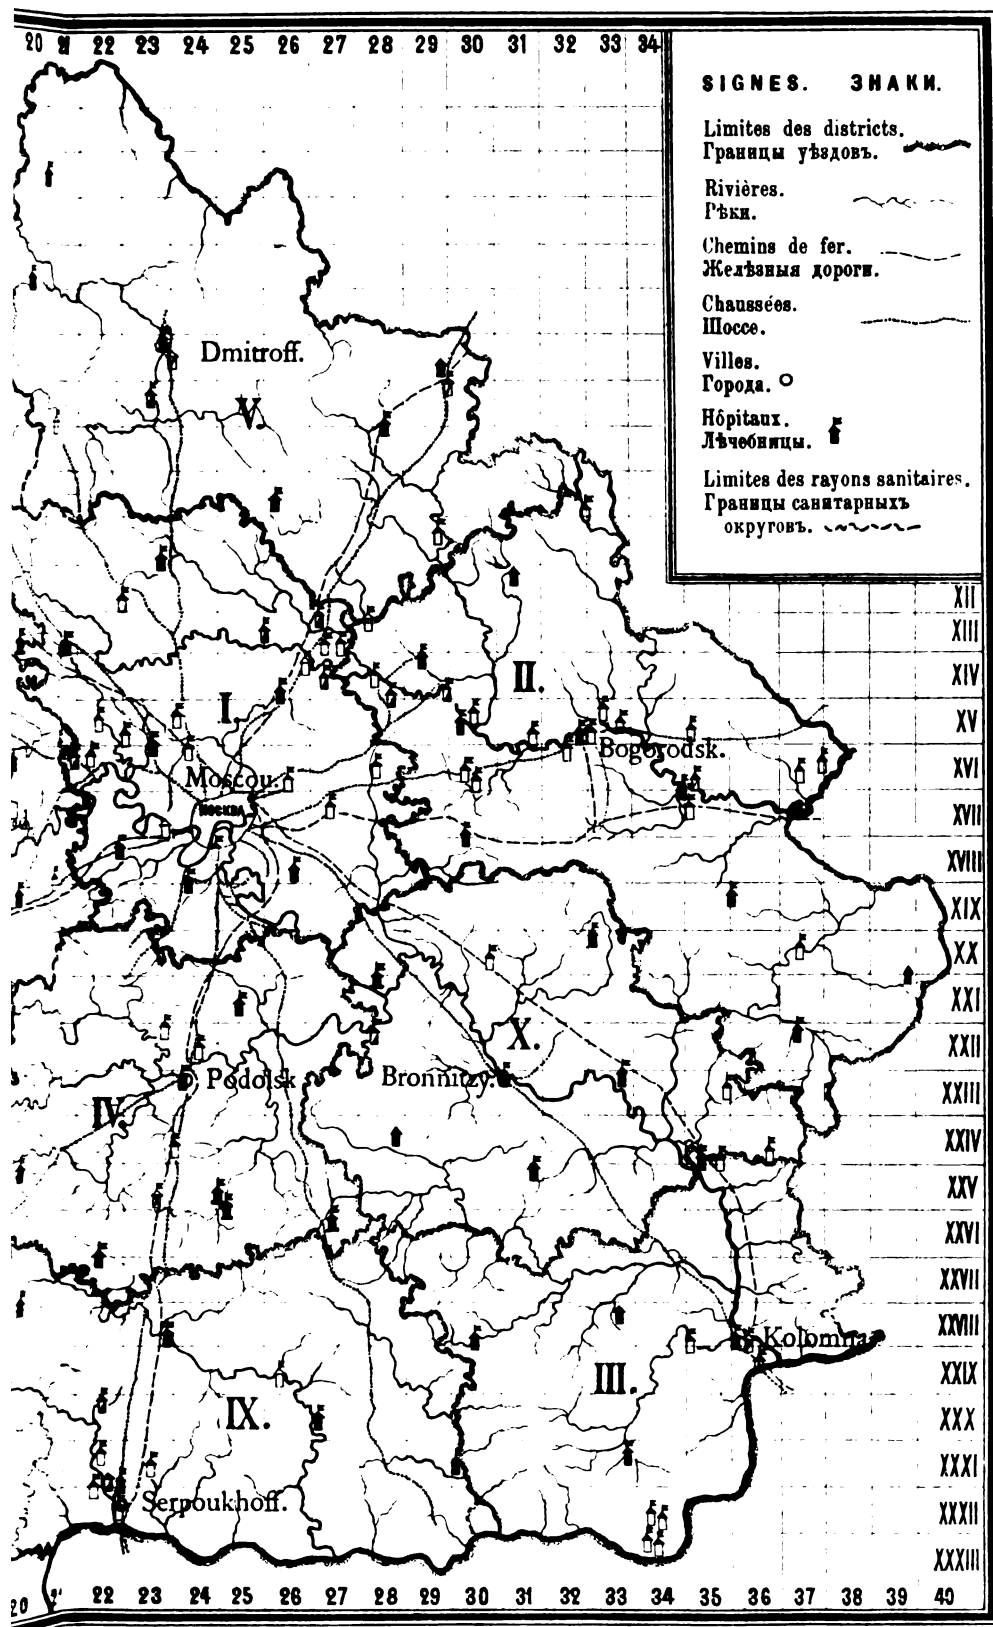 20 21 22 23 24 25 26 27 28 29 30 31 32 33 34
SIGNES. ЗНАКИ.
Limites des districts.
Границы уѣздовъ.
Rivières.
Рѣки.
Chemins de fer.
Желѣзныя дороги.
Chaussées.
Шоссе.
Villes.
Города.
Hôpitaux.
Лѣчебницы.
Limites des rayons sanitaires.
Границы санитарныхъ
округовъ.
Dmitroff.
V.
XII
XIII
II.
XIV
I.
XV
Bogorodsk.
XVI
Moscou.
МОСКВА
XVII
XVIII
XIX
XX
XXI
X.
XXII
Podolsk
Bronnitzy.
XXIII
IV.
XXIV
XXV
XXVI
XXVII
XXVIII
Kolomna
XXIX
III.
IX.
XXX
XXXI
Serpoukhoff.
XXXII
XXXIII
20 21 22 23 24 25 26 27 28 29 30 31 32 33 34 35 36 37 38 39 40